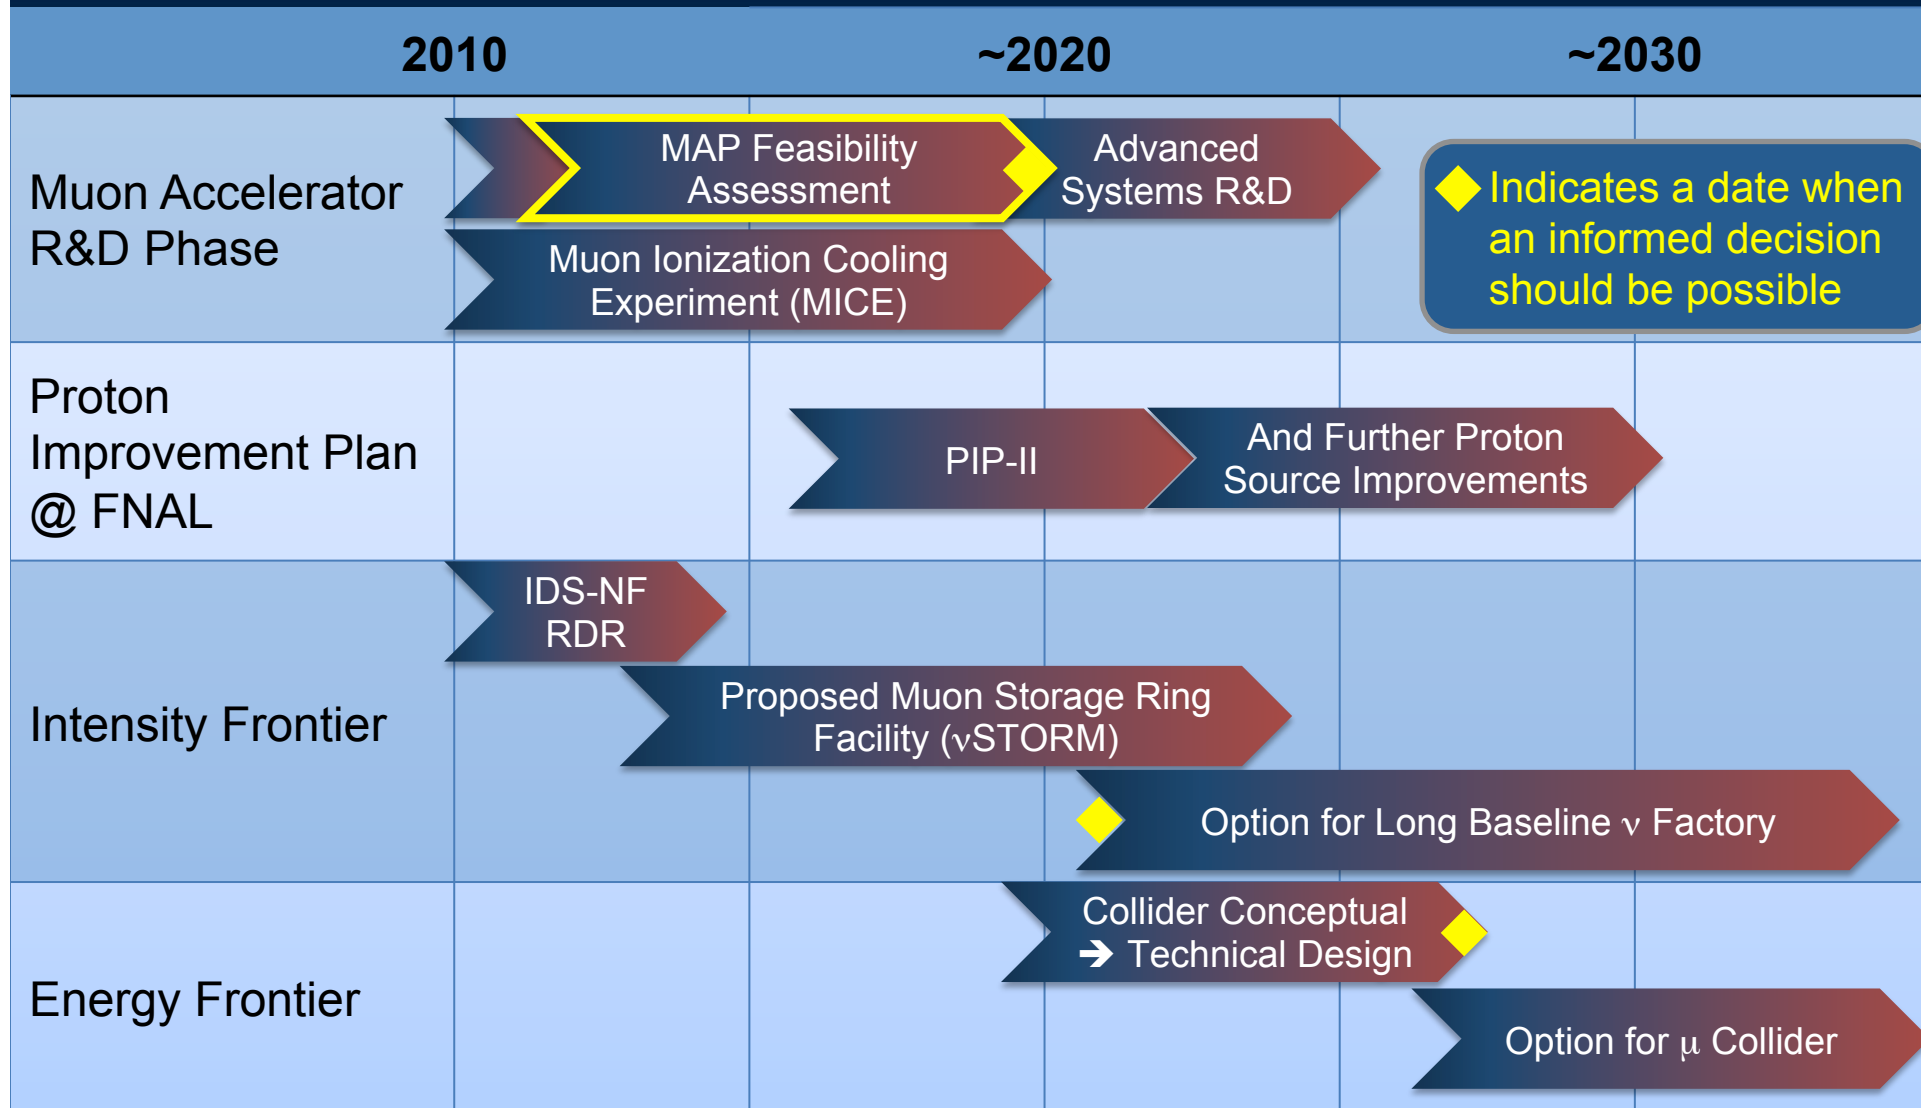 2010
~2020
~2030
Muon Accelerator
R&D Phase
MAP Feasibility
Assessment
Advanced
Systems R&D
Muon Ionization Cooling
Experiment (MICE)
Indicates a date when
an informed decision
should be possible
Proton
Improvement Plan
@ FNAL
PIP-II
And Further Proton
Source Improvements
Intensity Frontier
IDS-NF
RDR
Proposed Muon Storage Ring
Facility (νSTORM)
Option for Long Baseline ν Factory
Energy Frontier
Collider Conceptual
➔ Technical Design
Option for μ Collider